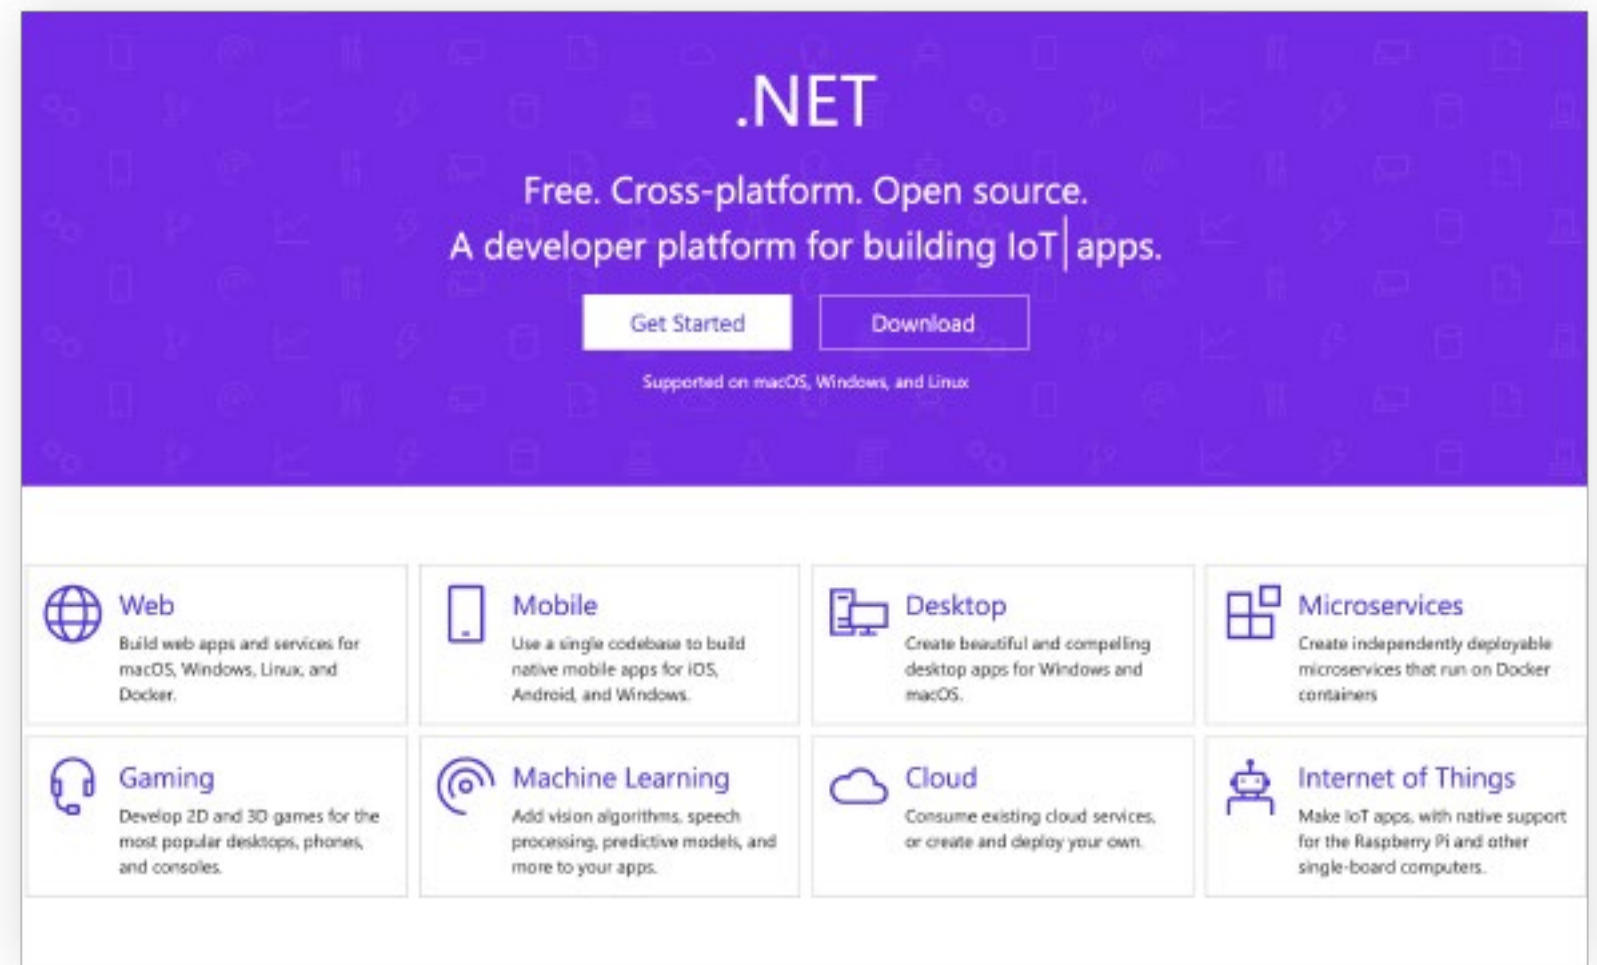 .NET
Free. Cross-platform. Open source.
A developer platform for building IoT apps.
Get Started
Download
Supported on macOS, Windows, and Linux
Web
Build web apps and services for
macOS, Windows, Linux, and
Docker.
Mobile
Use a single codebase to build
native mobile apps for iOS,
Android, and Windows.
Desktop
Create beautiful and compelling
desktop apps for Windows and
macOS.
Microservices
Create independently deployable
microservices that run on Docker
containers
Gaming
Develop 2D and 3D games for the
most popular desktops, phones,
and consoles.
Machine Learning
Add vision algorithms, speech
processing, predictive models, and
more to your apps.
Cloud
Consume existing cloud services,
or create and deploy your own.
Internet of Things
Make IoT apps, with native support
for the Raspberry Pi and other
single-board computers.